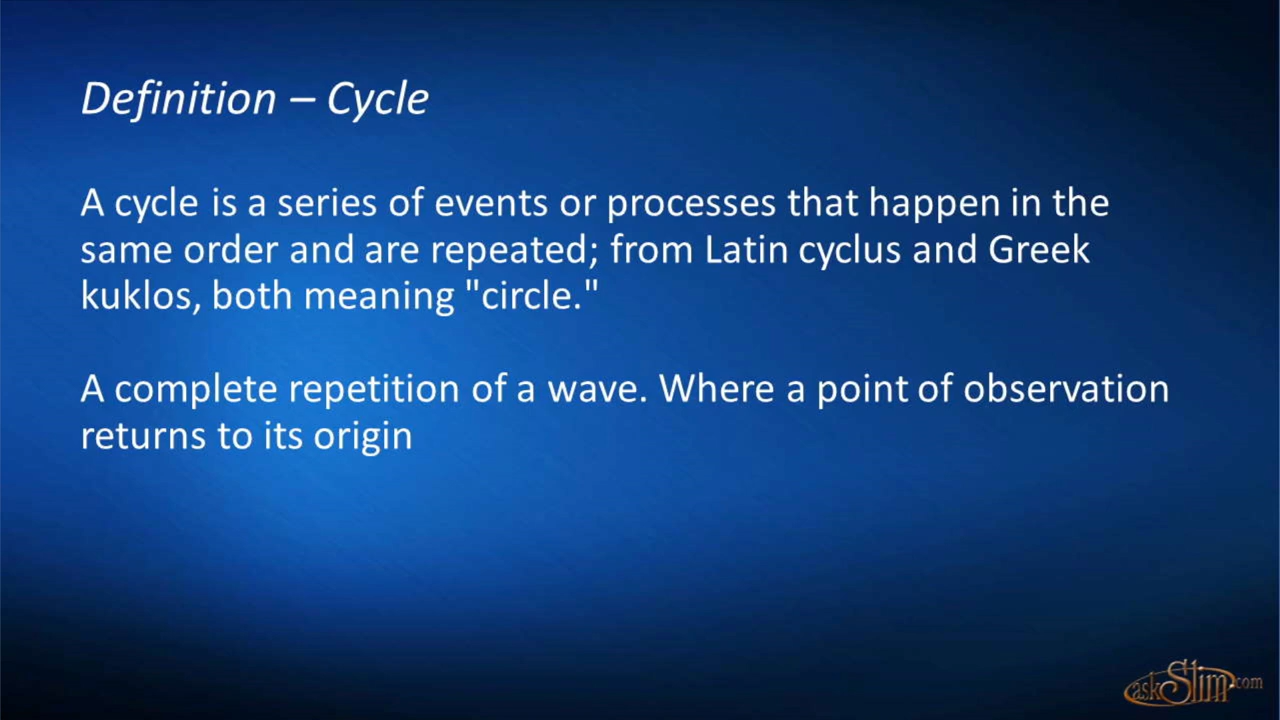 Definition – Cycle
A cycle is a series of events or processes that happen in the
same order and are repeated; from Latin cyclus and Greek
kuklos, both meaning "circle."
A complete repetition of a wave. Where a point of observation
returns to its origin
askSlim.com